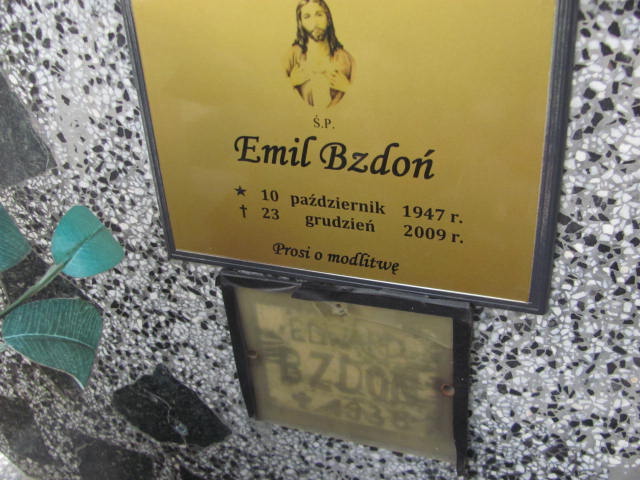 Ś.P.
Emil Bzdoń
★ 10 październik 1947 r.
† 23 grudzień 2009 r.
Prosi o modlitwę
EDWARD
BZDOŃ